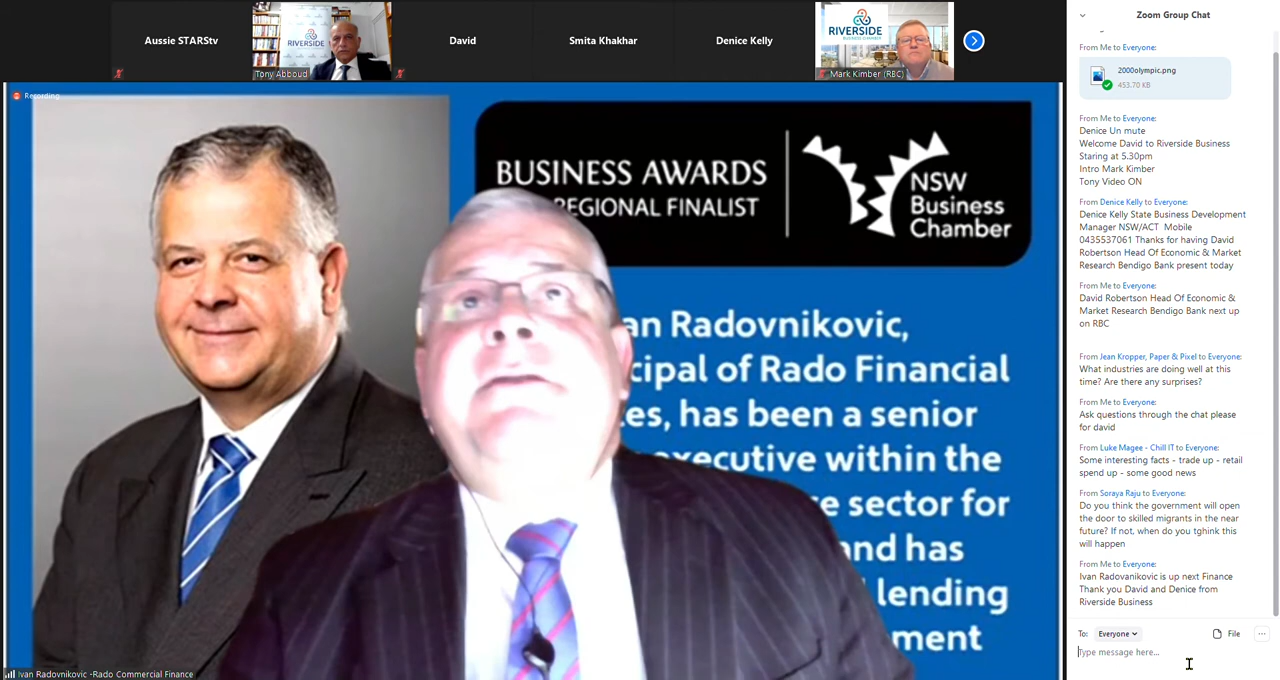 Aussie STARStv
RIVERSIDE
Tony Abboud
David
Smita Khakhar
Denice Kelly
RIVERSIDE
BUSINESS CHAMBER
Mark Kimber (RBC)
Recording
BUSINESS AWARDS
REGIONAL FINALIST
NSW
Business
Chamber
an Radovnikovic,
cipal of Rado Financial
es, has been a senior
executive within the
e sector for
and has
lending
ment
Ivan Radovnikovic -Rado Commercial Finance
Zoom Group Chat
From Me to Everyone:
2000olympic.png
453.70 KB
From Me to Everyone:
Denice Un mute
Welcome David to Riverside Business
Staring at 5.30pm
Intro Mark Kimber
Tony Video ON
From Denice Kelly to Everyone:
Denice Kelly State Business Development
Manager NSW/ACT Mobile
0435537061 Thanks for having David
Robertson Head Of Economic & Market
Research Bendigo Bank present today
From Me to Everyone:
David Robertson Head Of Economic &
Market Research Bendigo Bank next up
on RBC
From Jean Kropper, Paper & Pixel to Everyone:
What industries are doing well at this
time? Are there any surprises?
From Me to Everyone:
Ask questions through the chat please
for david
From Luke Magee - Chill IT to Everyone:
Some interesting facts - trade up - retail
spend up - some good news
From Soraya Raju to Everyone:
Do you think the government will open
the door to skilled migrants in the near
future? If not, when do you tghink this
will happen
From Me to Everyone:
Ivan Radovanikovic is up next Finance
Thank you David and Denice from
Riverside Business
To: Everyone File ...
Type message here...